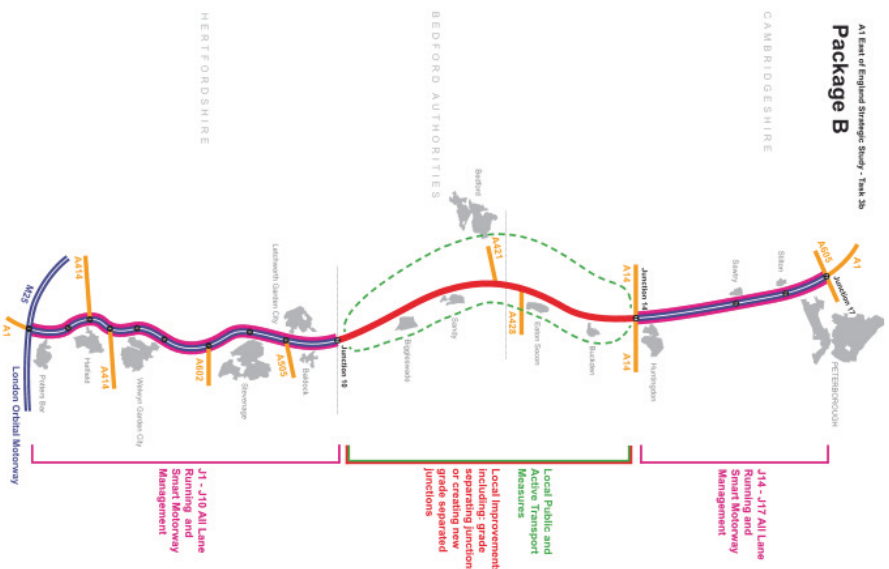 A1 East of England Strategic Study - Task 3b
Package B
CAMBRIDGESHIRE
BEDFORD AUTHORITIES
HERTFORDSHIRE
A1
A605
Junction 17
PETERBOROUGH
Stilton
Sawtry
Junction 14
A14
A14
Huntingdon
Buckden
Eaton Socon
A428
A421
Bedford
Sandy
Biggleswade
Junction 10
Letchworth Garden City
Baldock
A505
Stevenage
A602
Welwyn Garden City
A414
A414
Hatfield
Potters Bar
M25
A1
London Orbital Motorway
J14 - J17 All Lane
Running and
Smart Motorway
Management
Local Public and
Active Transport
Measures
Local Improvements
including: grade
separating junctions
or creating new
grade separated
junctions
J1 - J10 All Lane
Running and
Smart Motorway
Management